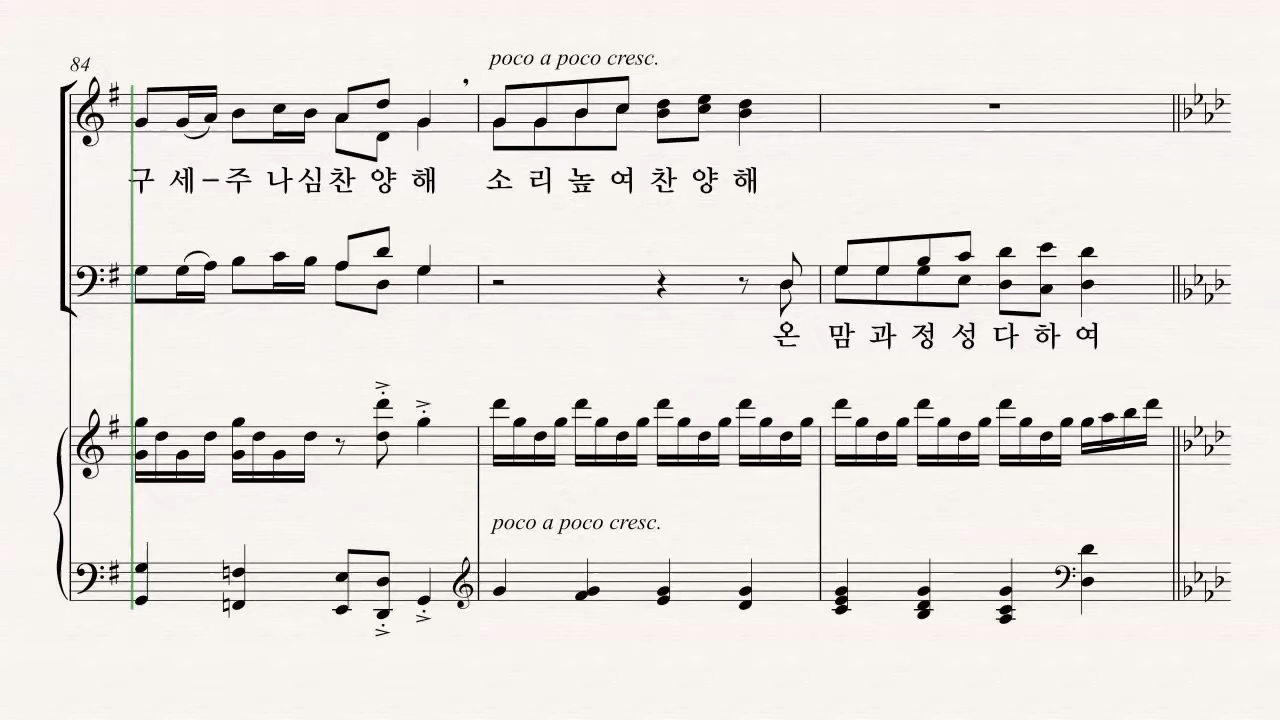 84
poco a poco cresc.
구 세 – 주 나 심 찬 양 해 소 리 높 여 찬 양 해
온 맘 과 정 성 다 하 여
poco a poco cresc.